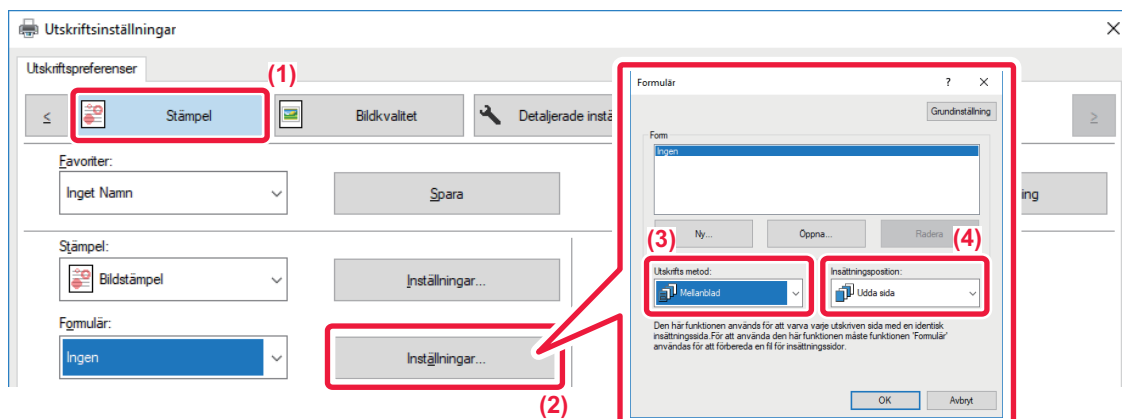 Utskriftsinställningar
Utskriftspreferenser
(1)
< Stämpel Bildkvalitet Detaljerade instä >
Favoriter:
Inget Namn Spara ing
Stämpel:
Bildstämpel Inställningar...
Formulär:
Ingen Inställningar...
(2)
Formulär ? ×
Grundinställning
Form
Ingen
Ny... Öppna... Radera
(3) (4)
Utskrifts metod: Insättningsposition:
Mellanblad Udda sida
Den här funktionen används för att varva varje utskriven sida med en identisk
insättningssida.För att använda den här funktionen måste funktionen 'Formulär'
användas för att förbereda en fil för insättningssidor.
OK Avbryt